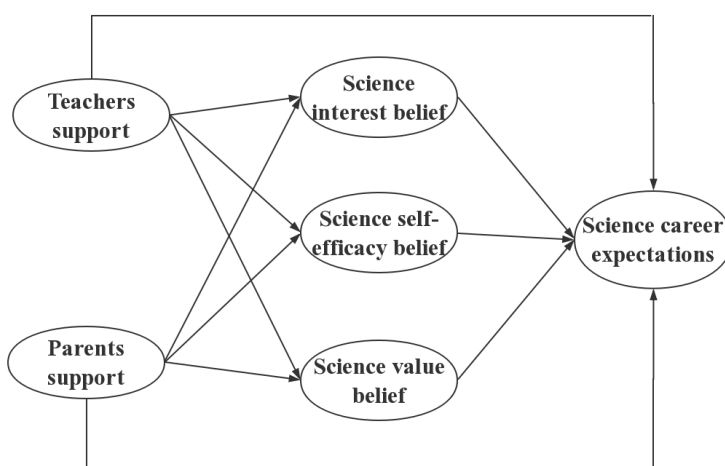 Teachers
support
Science
interest belief
Science self-
efficacy belief
Science career
expectations
Parents
support
Science value
belief